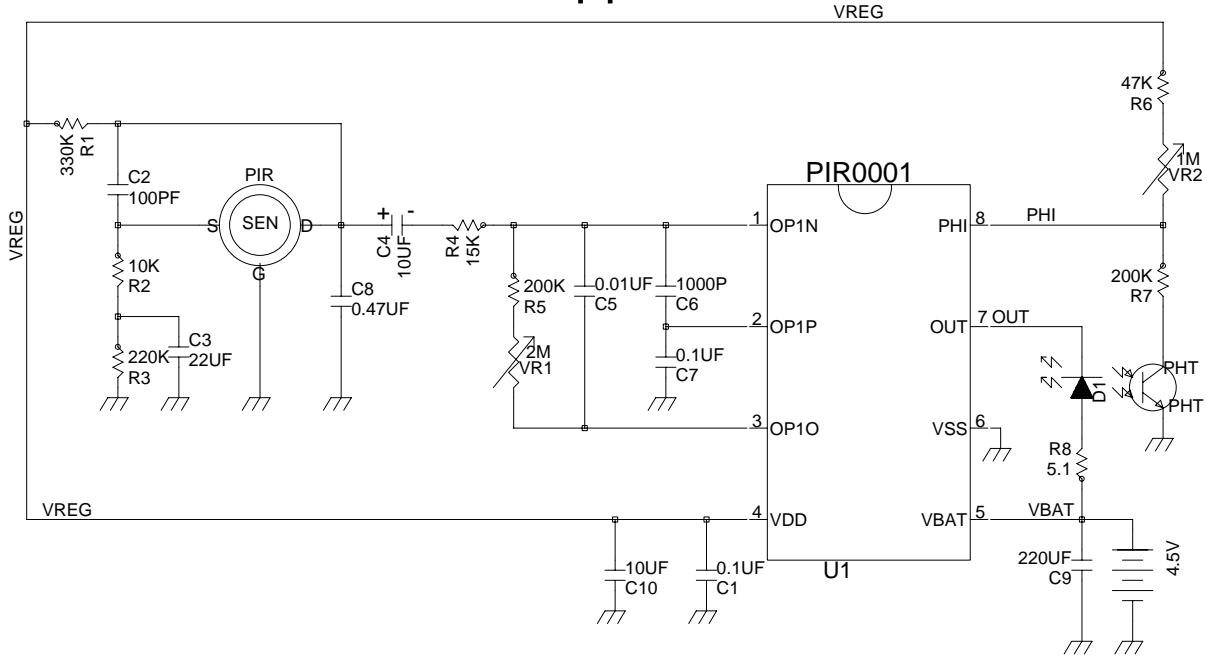 VREG
47K
R6
330K
R1
1M
VR2
C2
100PF
PIR
PIR0001
VREG
S
SEN
D
G
+
-
C4
10UF
R4
15K
1
OP1N
PHI
8
PHI
10K
R2
C8
0.47UF
200K
R5
0.01UF
C5
1000P
C6
200K
R7
2
OP1P
OUT
7
OUT
220K
R3
C3
22UF
2M
VR1
0.1UF
C7
D1
PHT
PHT
3
OP1O
VSS
6
R8
5.1
VREG
4
VDD
VBAT
5
VBAT
10UF
C10
0.1UF
C1
U1
220UF
C9
4.5V